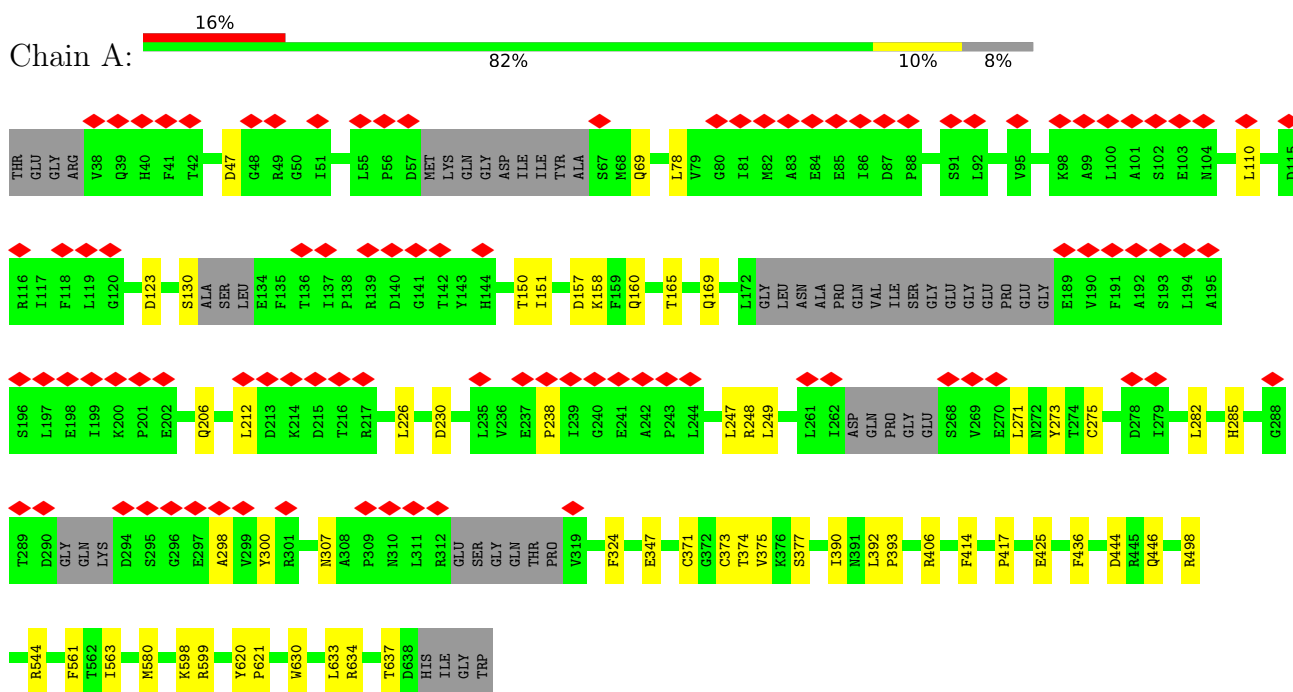 16%
Chain A:
82% 10% 8%
THR GLU GLY ARG V38 Q39 H40 F41 T42 D47 G48 R49 G50 I51 L55 P56 D57 MET LYS GLN GLY ASP ILE ILE TYR ALA S67 M68 Q69 L78 V79 G80 I81 M82 A83 E84 E85 I86 D87 P88 S91 L92 V95 K98 A99 L100 A101 S102 E103 N104 L110 D115
R116 I117 F118 L119 G120 D123 S130 ALA SER LEU E134 F135 T136 I137 P138 R139 D140 G141 T142 Y143 H144 T150 I151 D157 K158 F159 Q160 T165 Q169 L172 GLY LEU ASN ALA PRO GLN VAL ILE SER GLY GLU GLY GLU PRO GLU GLY E189 V190 F191 A192 S193 L194 A195
S196 L197 E198 I199 K200 P201 E202 Q206 L212 D213 K214 D215 T216 R217 L226 D230 L235 V236 E237 P238 I239 G240 E241 A242 P243 L244 L247 R248 L249 L261 I262 ASP GLN PRO GLY GLU S268 V269 E270 L271 N272 Y273 T274 C275 D278 I279 L282 H285 G288
T289 D290 GLY GLN LYS D294 S295 G296 E297 A298 V299 Y300 R301 N307 A308 P309 N310 L311 R312 GLU SER GLY GLN THR PRO V319 F324 E347 C371 G372 C373 T374 V375 K376 S377 I390 N391 L392 P393 R406 F414 P417 E425 F436 D444 R445 Q446 R498
R544 F561 T562 I563 M580 K598 R599 Y620 P621 W630 L633 R634 T637 D638 HIS ILE GLY TRP